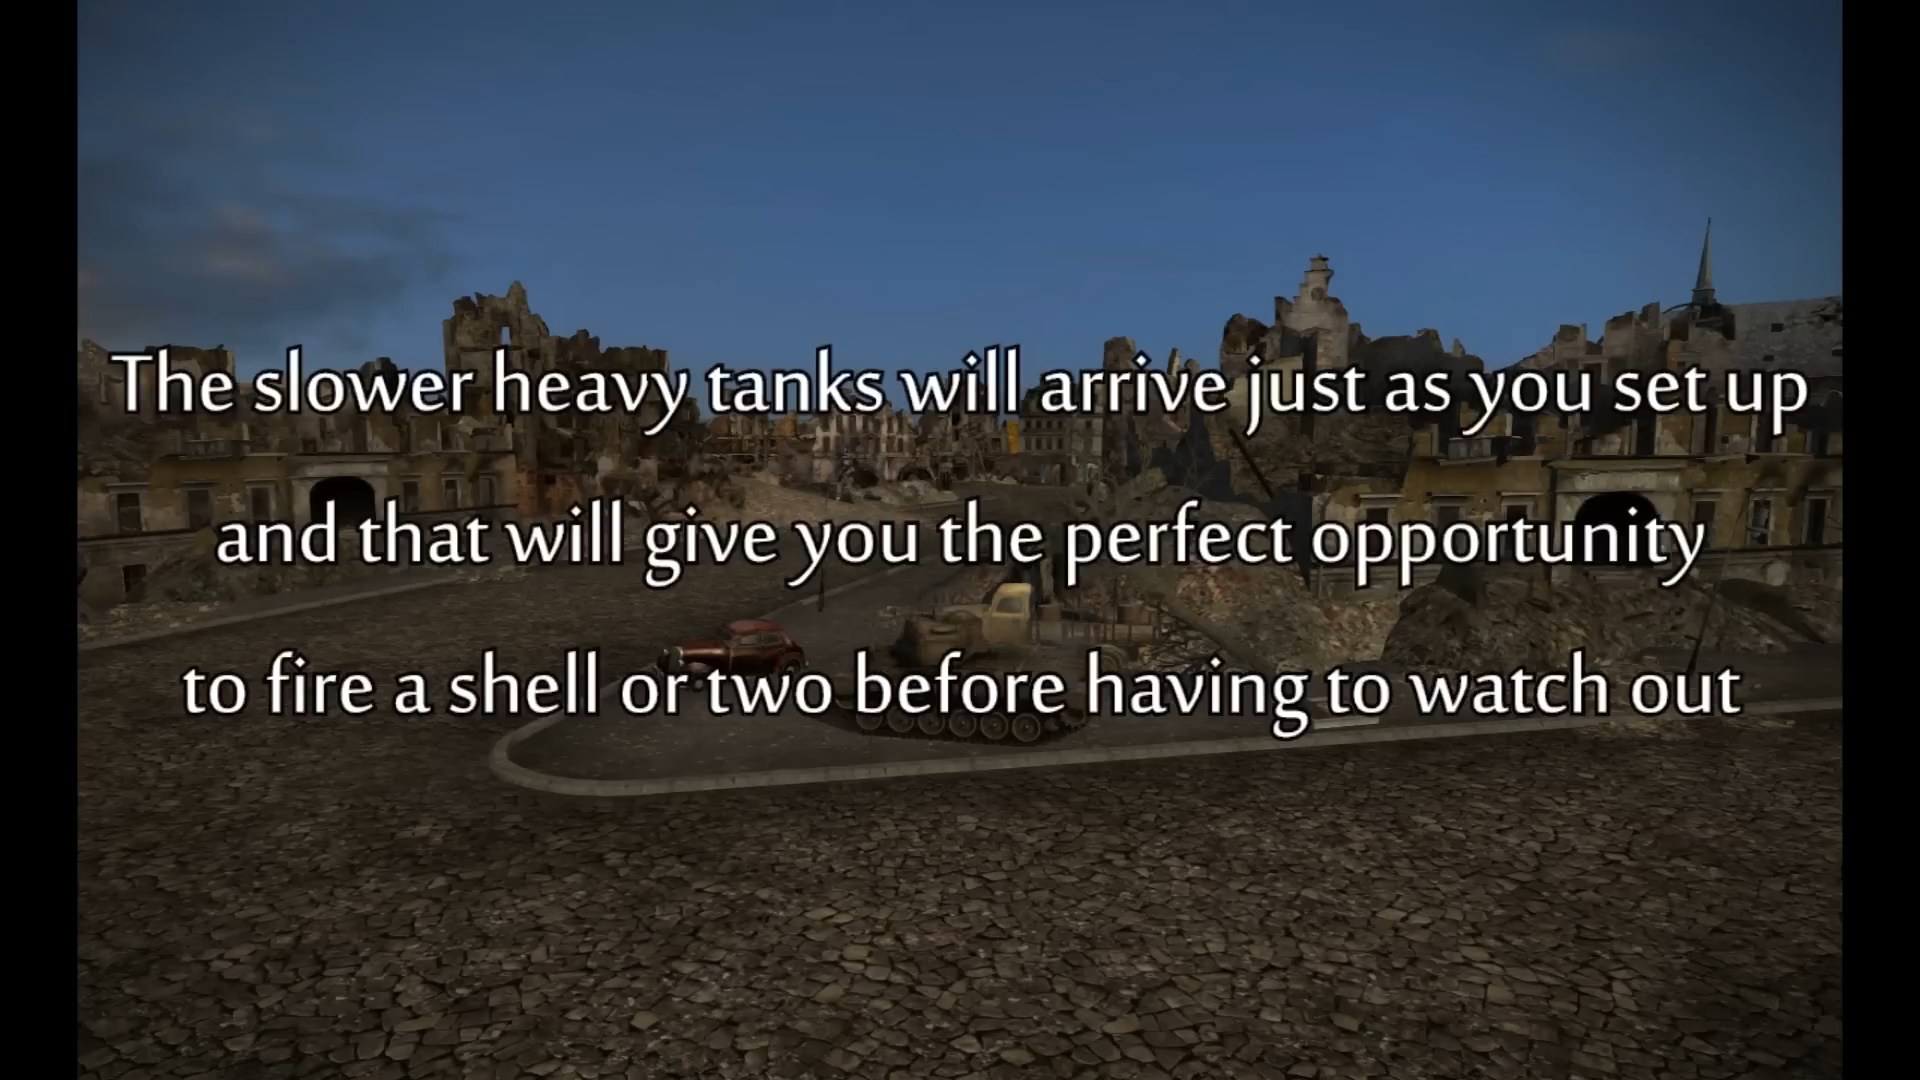 The slower heavy tanks will arrive just as you set up
and that will give you the perfect opportunity
to fire a shell or two before having to watch out